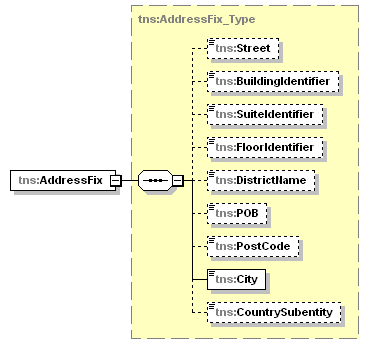 tns:AddressFix_Type
tns:Street
tns:BuildingIdentifier
tns:SuiteIdentifier
tns:FloorIdentifier
tns:AddressFix
tns:DistrictName
tns:POB
tns:PostCode
tns:City
tns:CountrySubentity